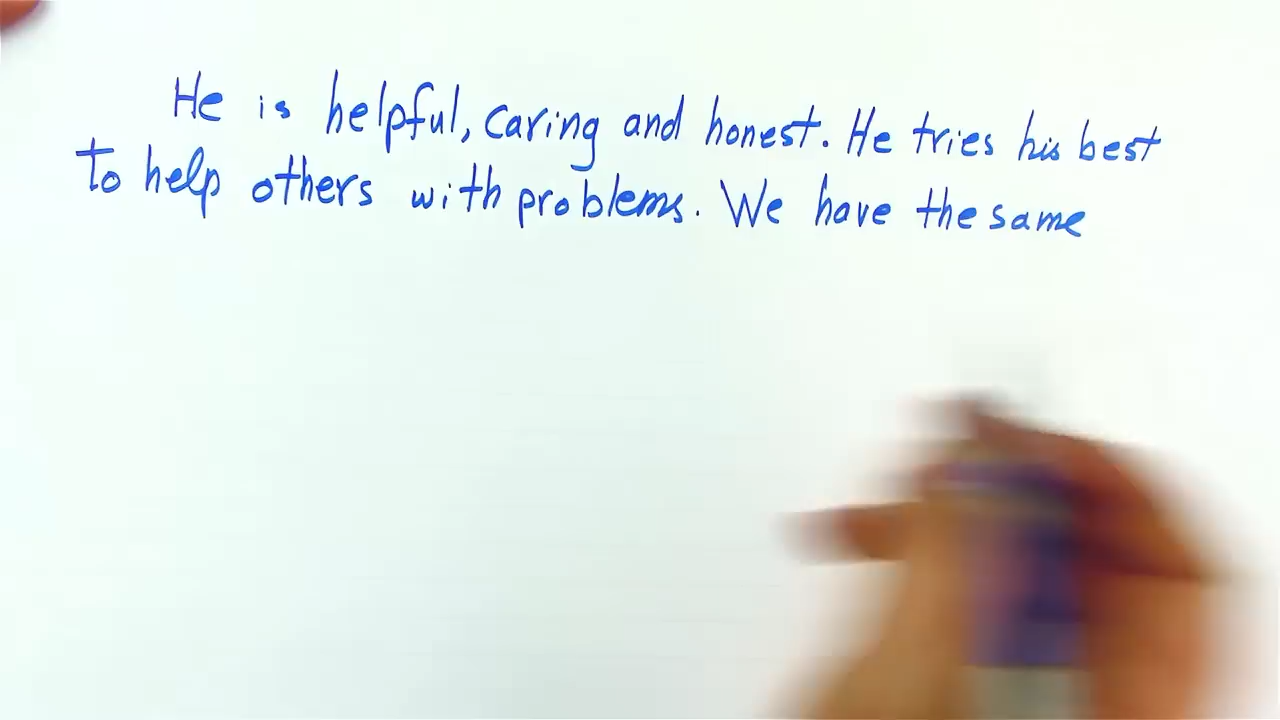 He is helpful, caring and honest. He tries his best
to help others with problems. We have the same